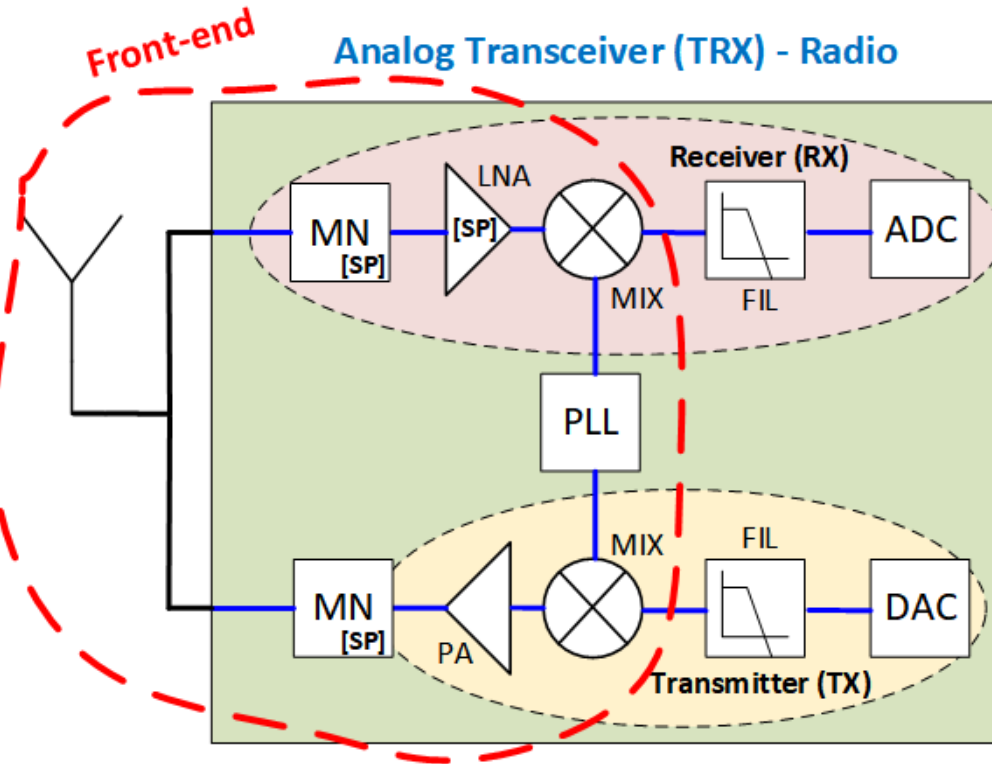 Front-end
Analog Transceiver (TRX) - Radio
Receiver (RX)
LNA
MN
[SP]
[SP]
ADC
MIX
FIL
PLL
MIX
FIL
MN
[SP]
PA
DAC
Transmitter (TX)